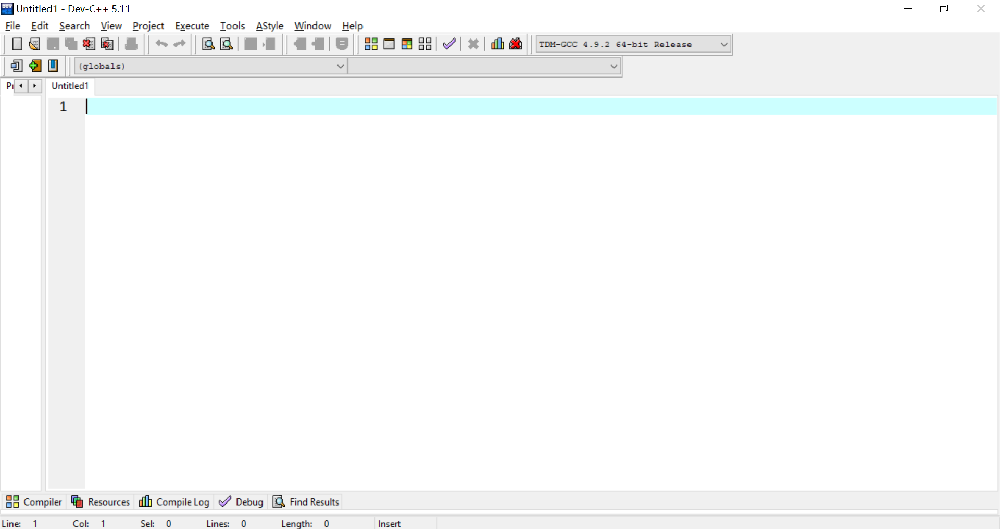 Untitled1 - Dev-C++ 5.11
File Edit Search View Project Execute Tools AStyle Window Help
TDM-GCC 4.9.2 64-bit Release
(globals)
Untitled1
1
Compiler Resources Compile Log Debug Find Results
Line: 1 Col: 1 Sel: 0 Lines: 0 Length: 0 Insert